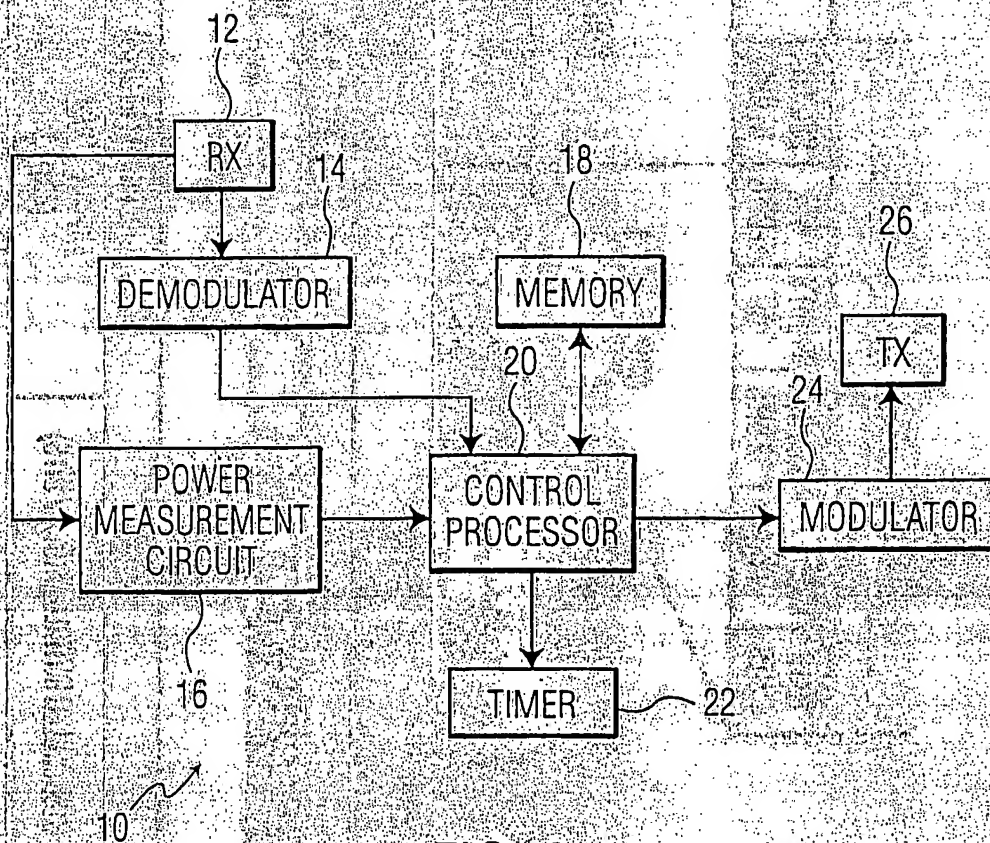 12
RX
14
18
26
DEMODULATOR
MEMORY
TX
20
24
POWER
MEASUREMENT
CIRCUIT
CONTROL
PROCESSOR
MODULATOR
16
TIMER
22
10